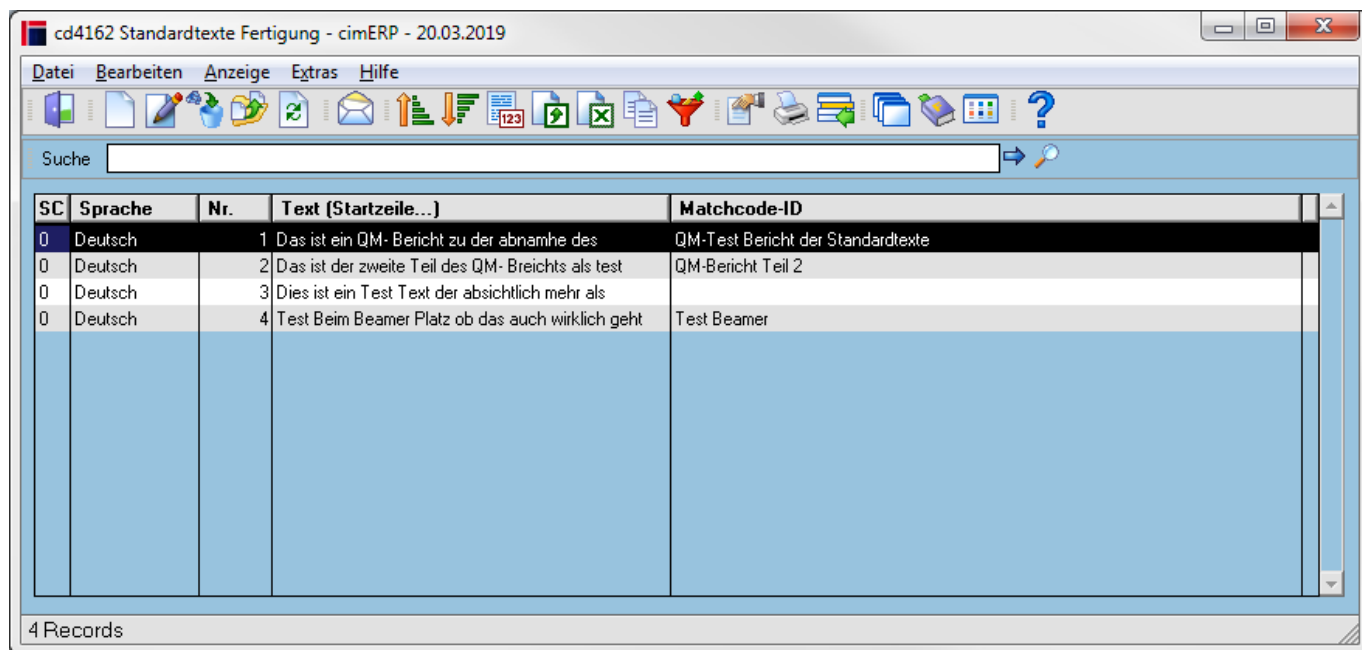 cd4162 Standardtexte Fertigung - cimERP - 20.03.2019
Datei Bearbeiten Anzeige Extras Hilfe
123
Suche
SC Sprache Nr. Text (Startzeile...) Matchcode-ID
0 Deutsch 1 Das ist ein QM- Bericht zu der abnamhe des QM-Test Bericht der Standardtexte
0 Deutsch 2 Das ist der zweite Teil des QM- Breichts als test QM-Bericht Teil 2
0 Deutsch 3 Dies ist ein Test Text der absichtlich mehr als
0 Deutsch 4 Test Beim Beamer Platz ob das auch wirklich geht Test Beamer
4 Records